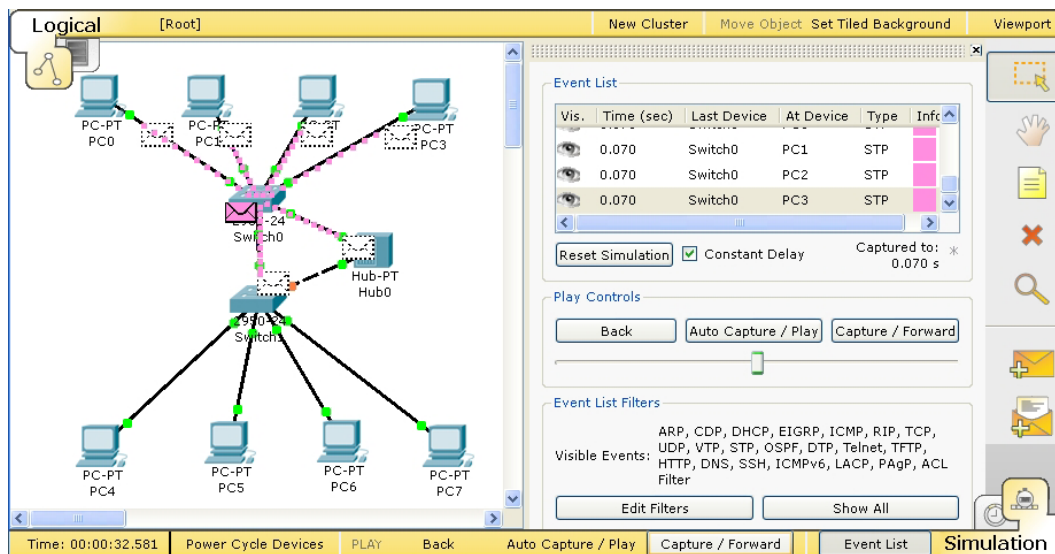 Logical [Root] New Cluster Move Object Set Tiled Background Viewport
Event List
Vis. Time (sec) Last Device At Device Type Info
0.070 Switch0 PC1 STP
0.070 Switch0 PC2 STP
0.070 Switch0 PC3 STP
Reset Simulation Constant Delay Captured to: *
0.070 s
Play Controls
Back Auto Capture / Play Capture / Forward
Event List Filters
Visible Events:
ARP, CDP, DHCP, EIGRP, ICMP, RIP, TCP,
UDP, VTP, STP, OSPF, DTP, Telnet, TFTP,
HTTP, DNS, SSH, ICMPv6, LACP, PAgP, ACL
Filter
Edit Filters Show All
PC-PT
PC0
PC1
PC-PT
PC3
Switch0
Hub-PT
Hub0
2950-24
Switch1
PC-PT
PC4
PC-PT
PC5
PC-PT
PC6
PC-PT
PC7
Time: 00:00:32.581 Power Cycle Devices PLAY Back Auto Capture / Play Capture / Forward Event List Simulation